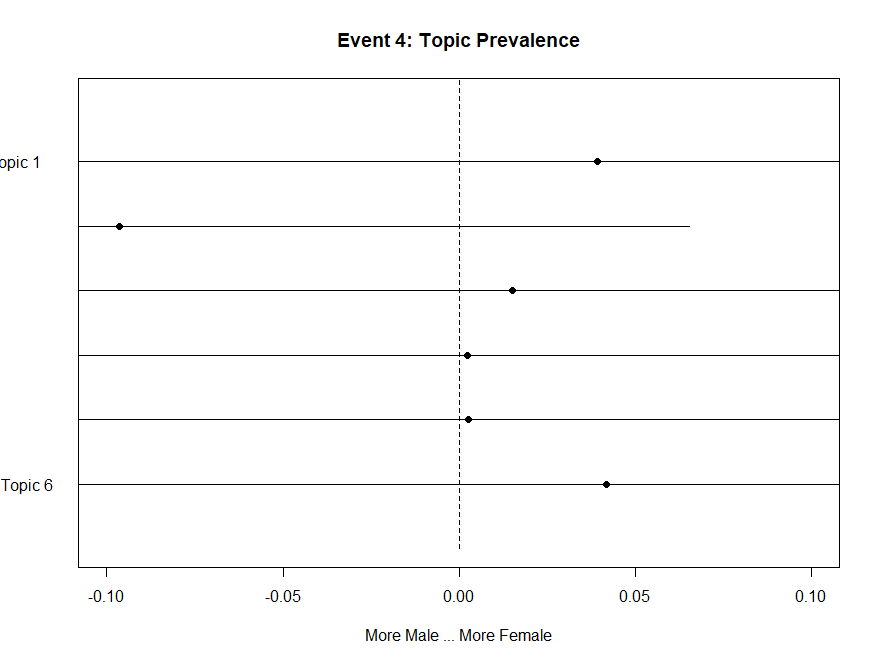 Event 4: Topic Prevalence
opic 1
Topic 6
-0.10 -0.05 0.00 0.05 0.10
More Male ... More Female